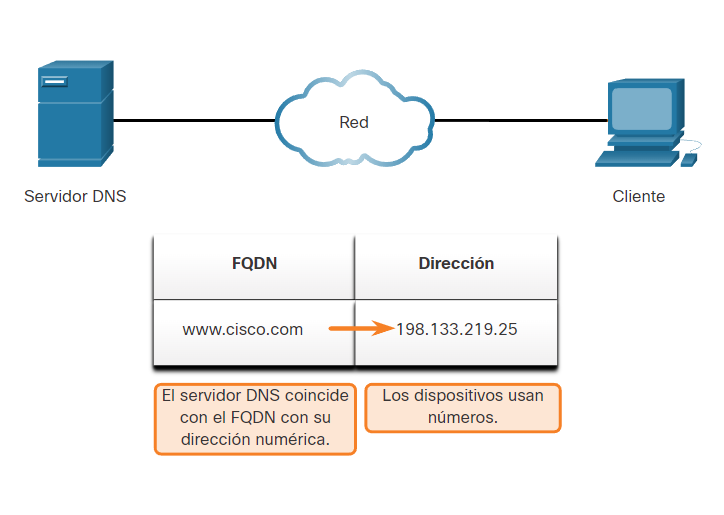 Red
Servidor DNS
Cliente
FQDN
Dirección
www.cisco.com
198.133.219.25
El servidor DNS coincide
con el FQDN con su
dirección numérica.
Los dispositivos usan
números.